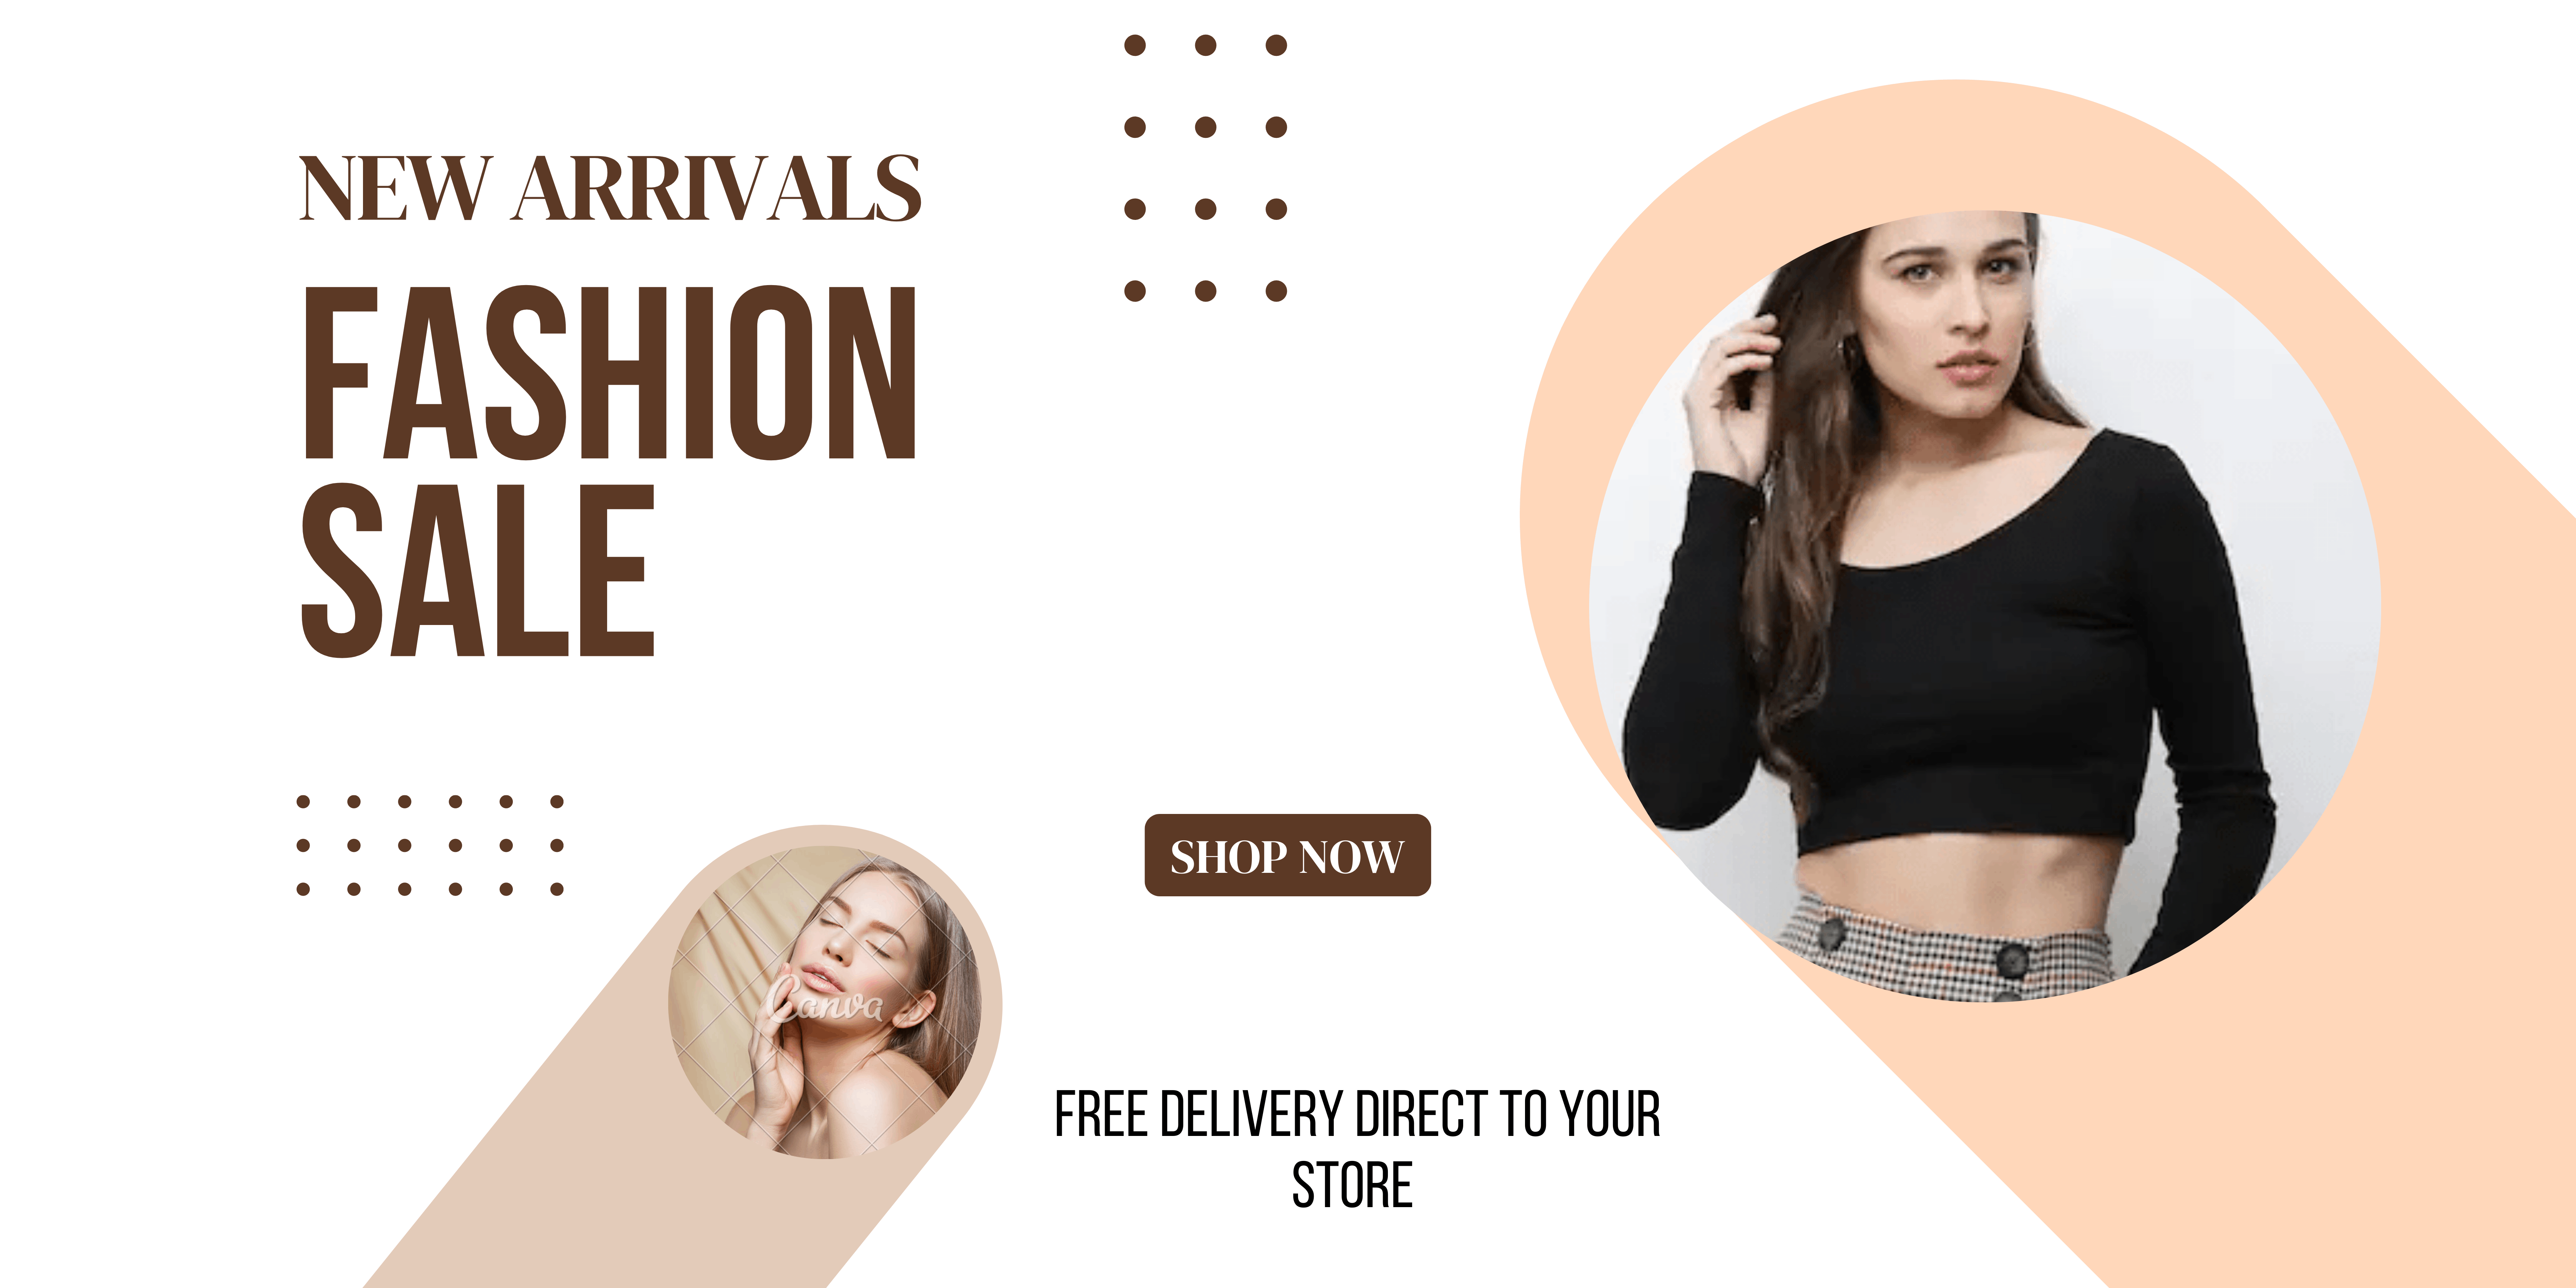 NEW ARRIVALS
FASHION
SALE
SHOP NOW
Canva
FREE DELIVERY DIRECT TO YOUR
STORE